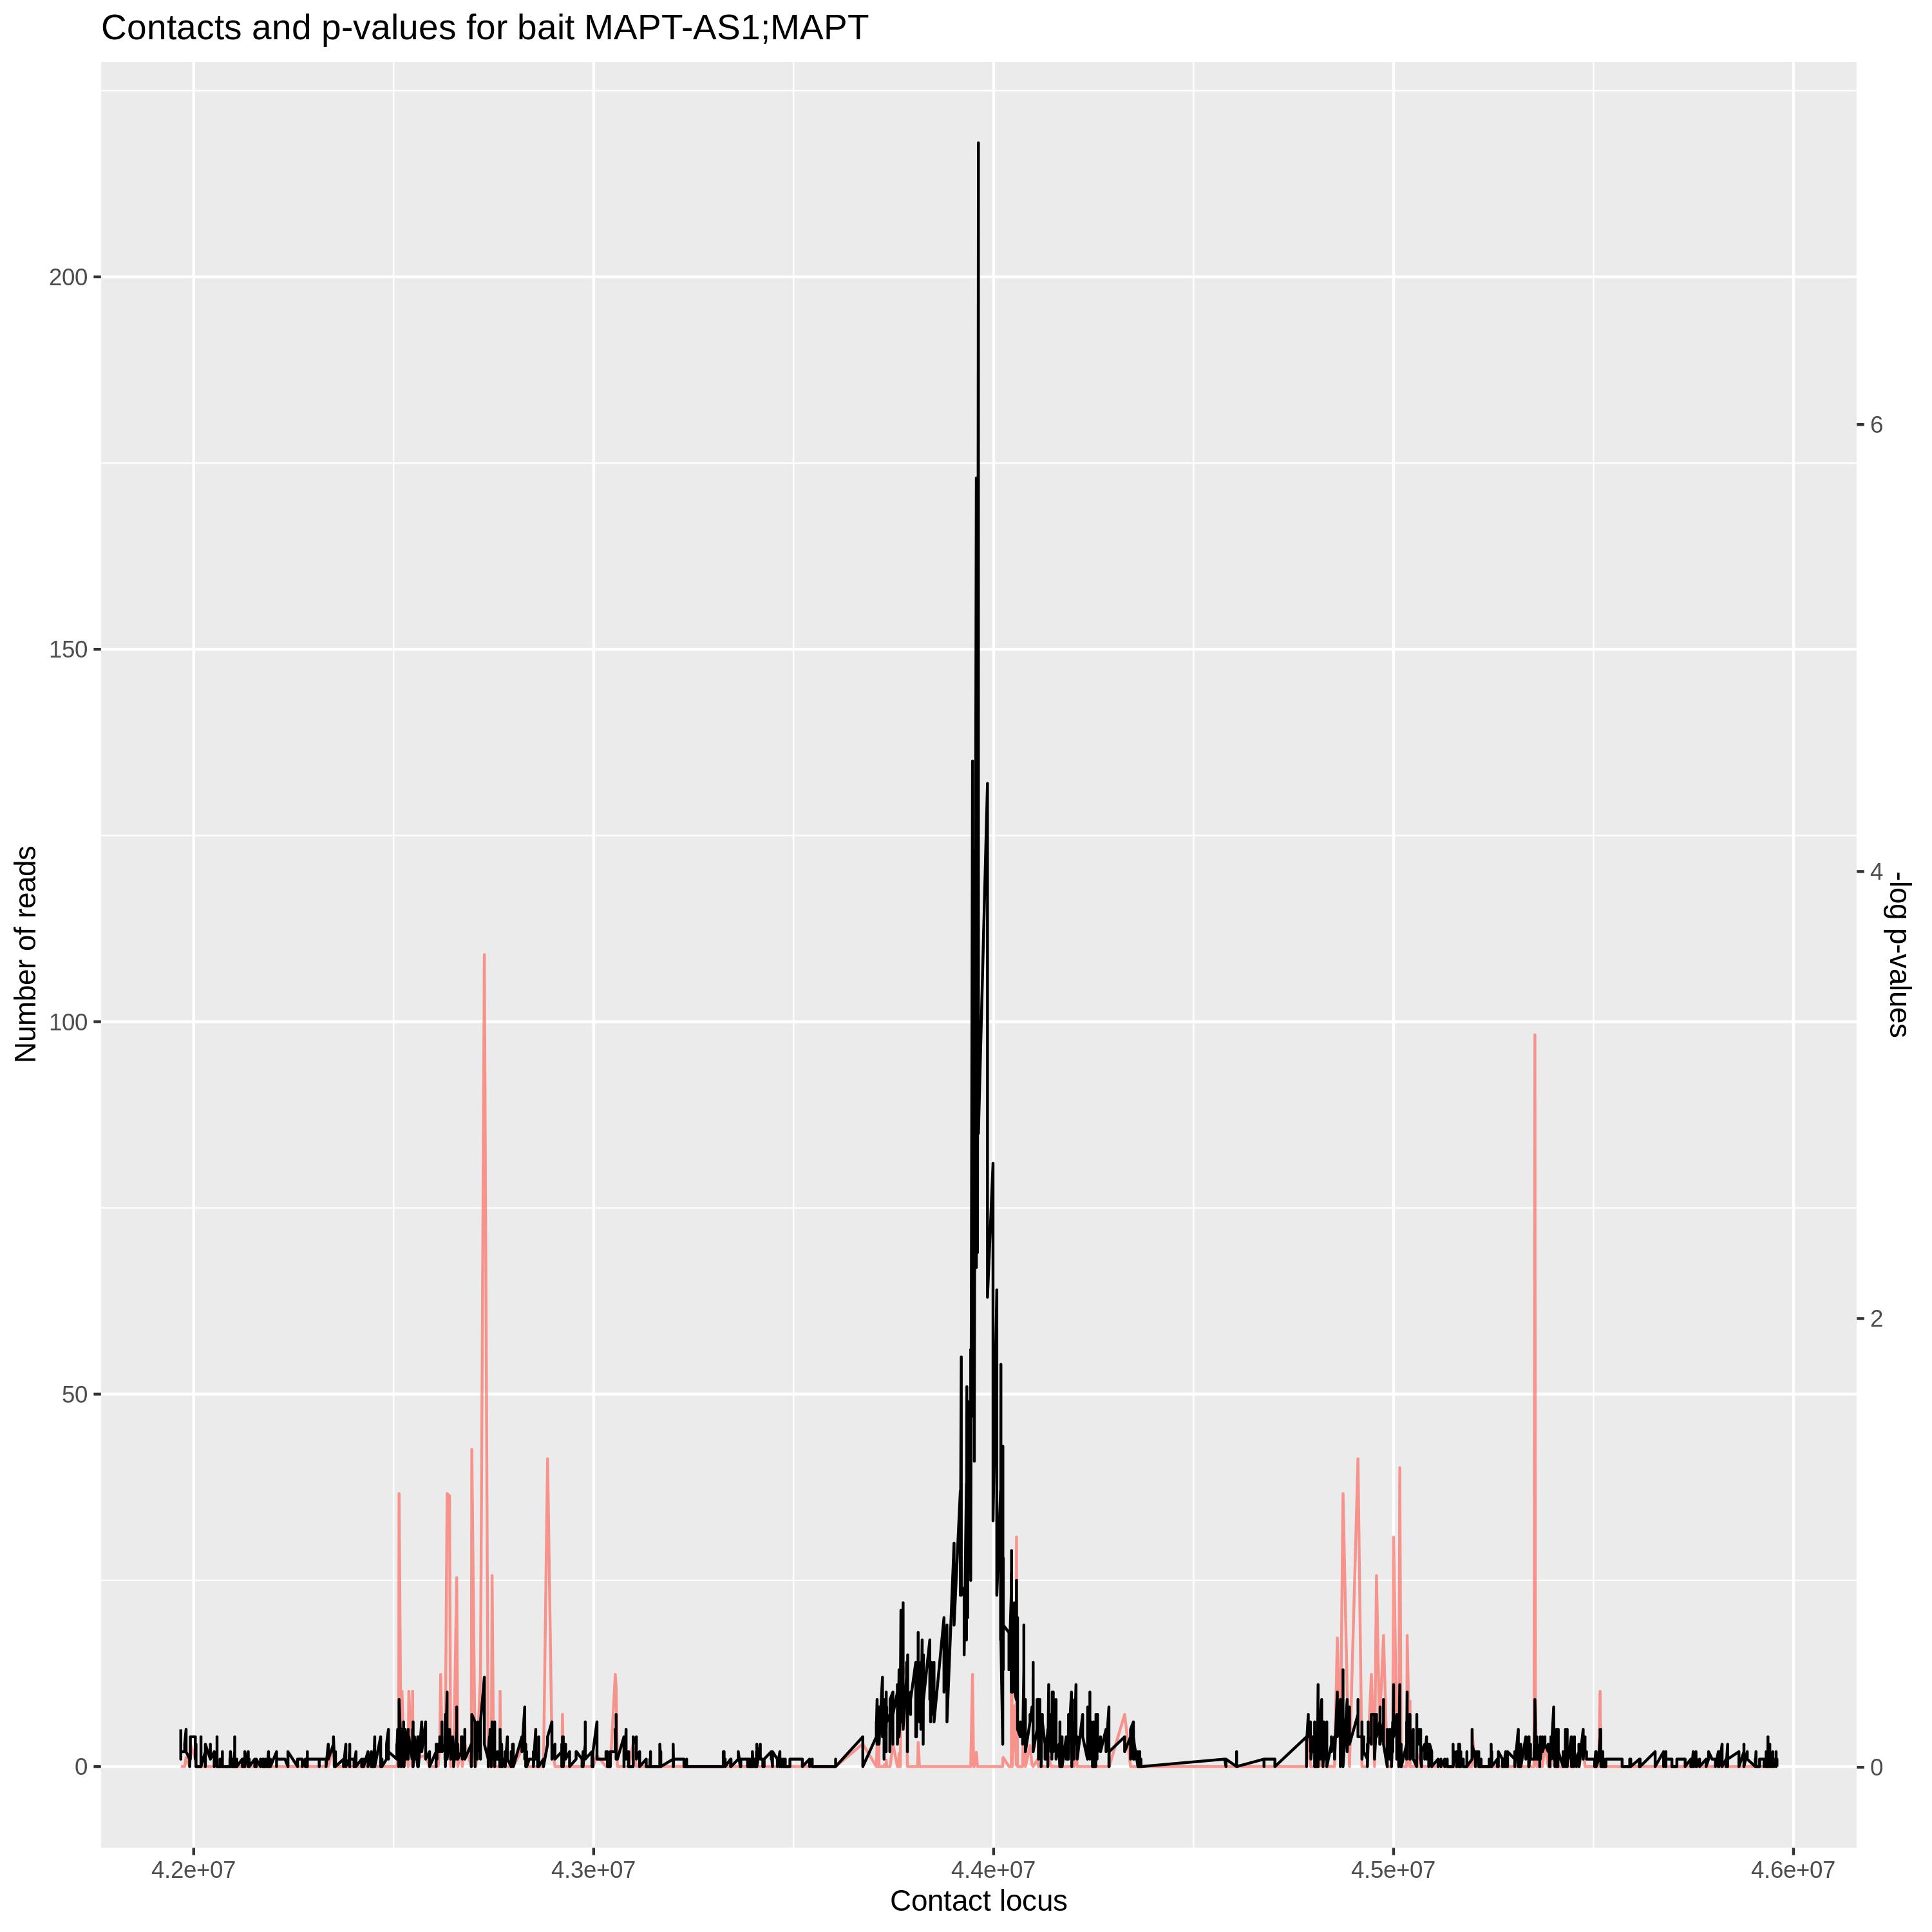 Contacts and p-values for bait MAPT-AS1;MAPT
Number of reads
200
150
100
50
0
6
4
2
0
-log p-values
4.2e+07 4.3e+07 4.4e+07 4.5e+07 4.6e+07
Contact locus